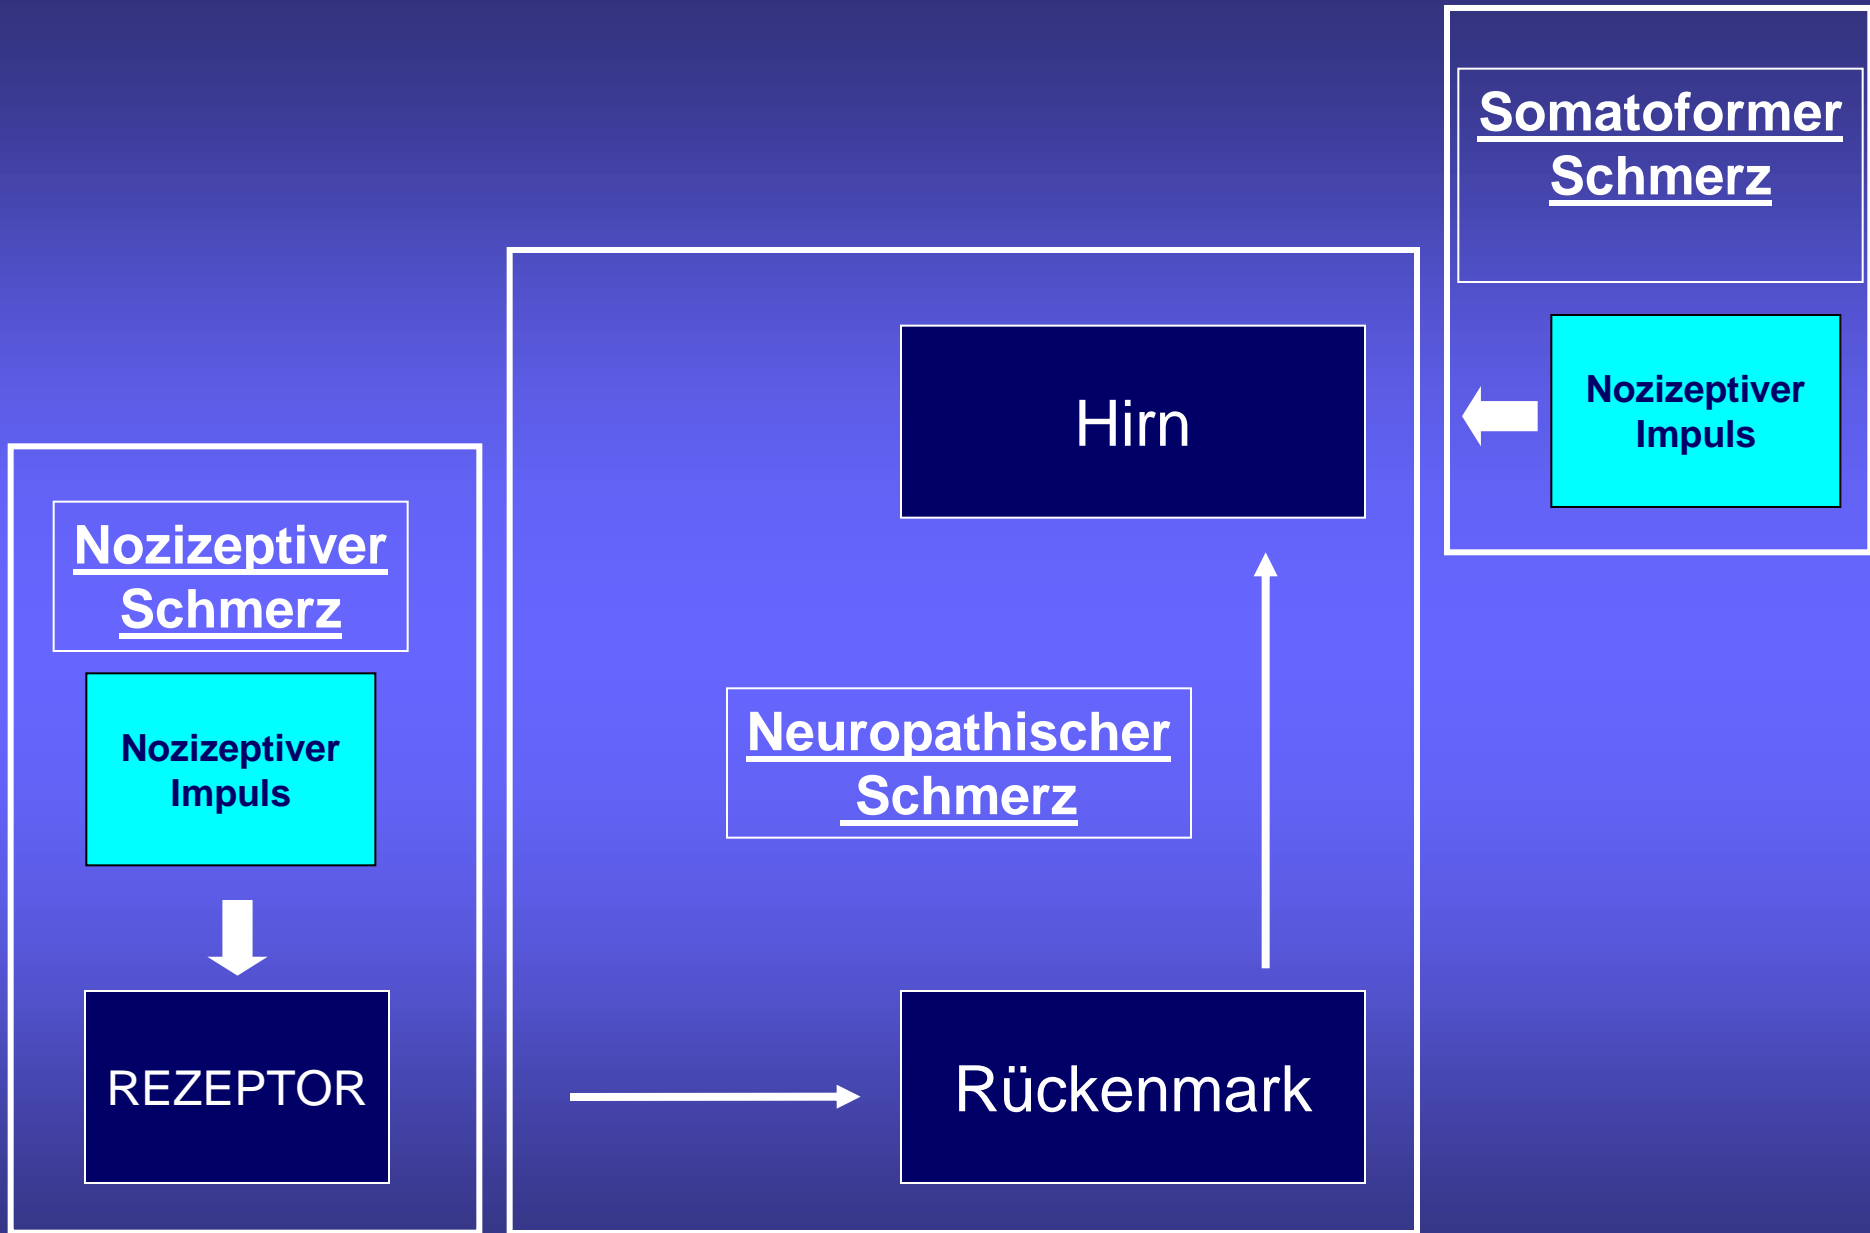 Somatoformer
Schmerz
Nozizeptiver
Impuls
Hirn
Nozizeptiver
Schmerz
Nozizeptiver
Impuls
REZEPTOR
Neuropathischer
Schmerz
Rückenmark